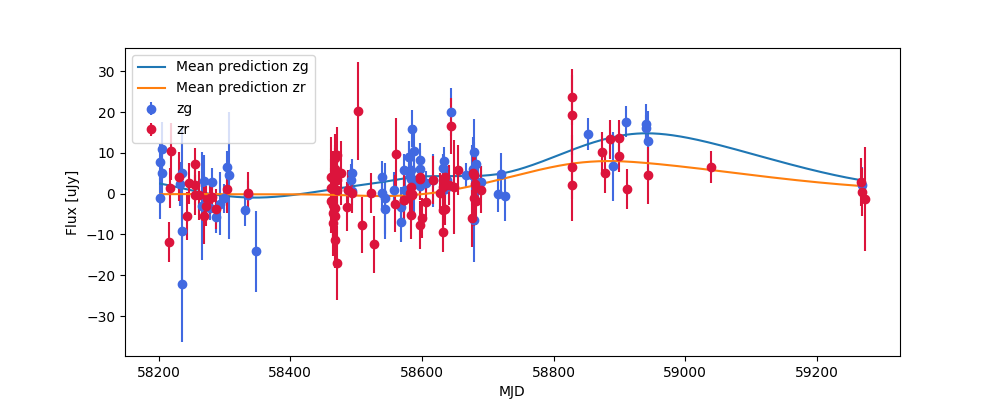 Mean prediction zg
Mean prediction zr
zg
zr
Flux [uJy]
30
20
10
0
−10
−20
−30
58200
58400
58600
58800
59000
59200
MJD